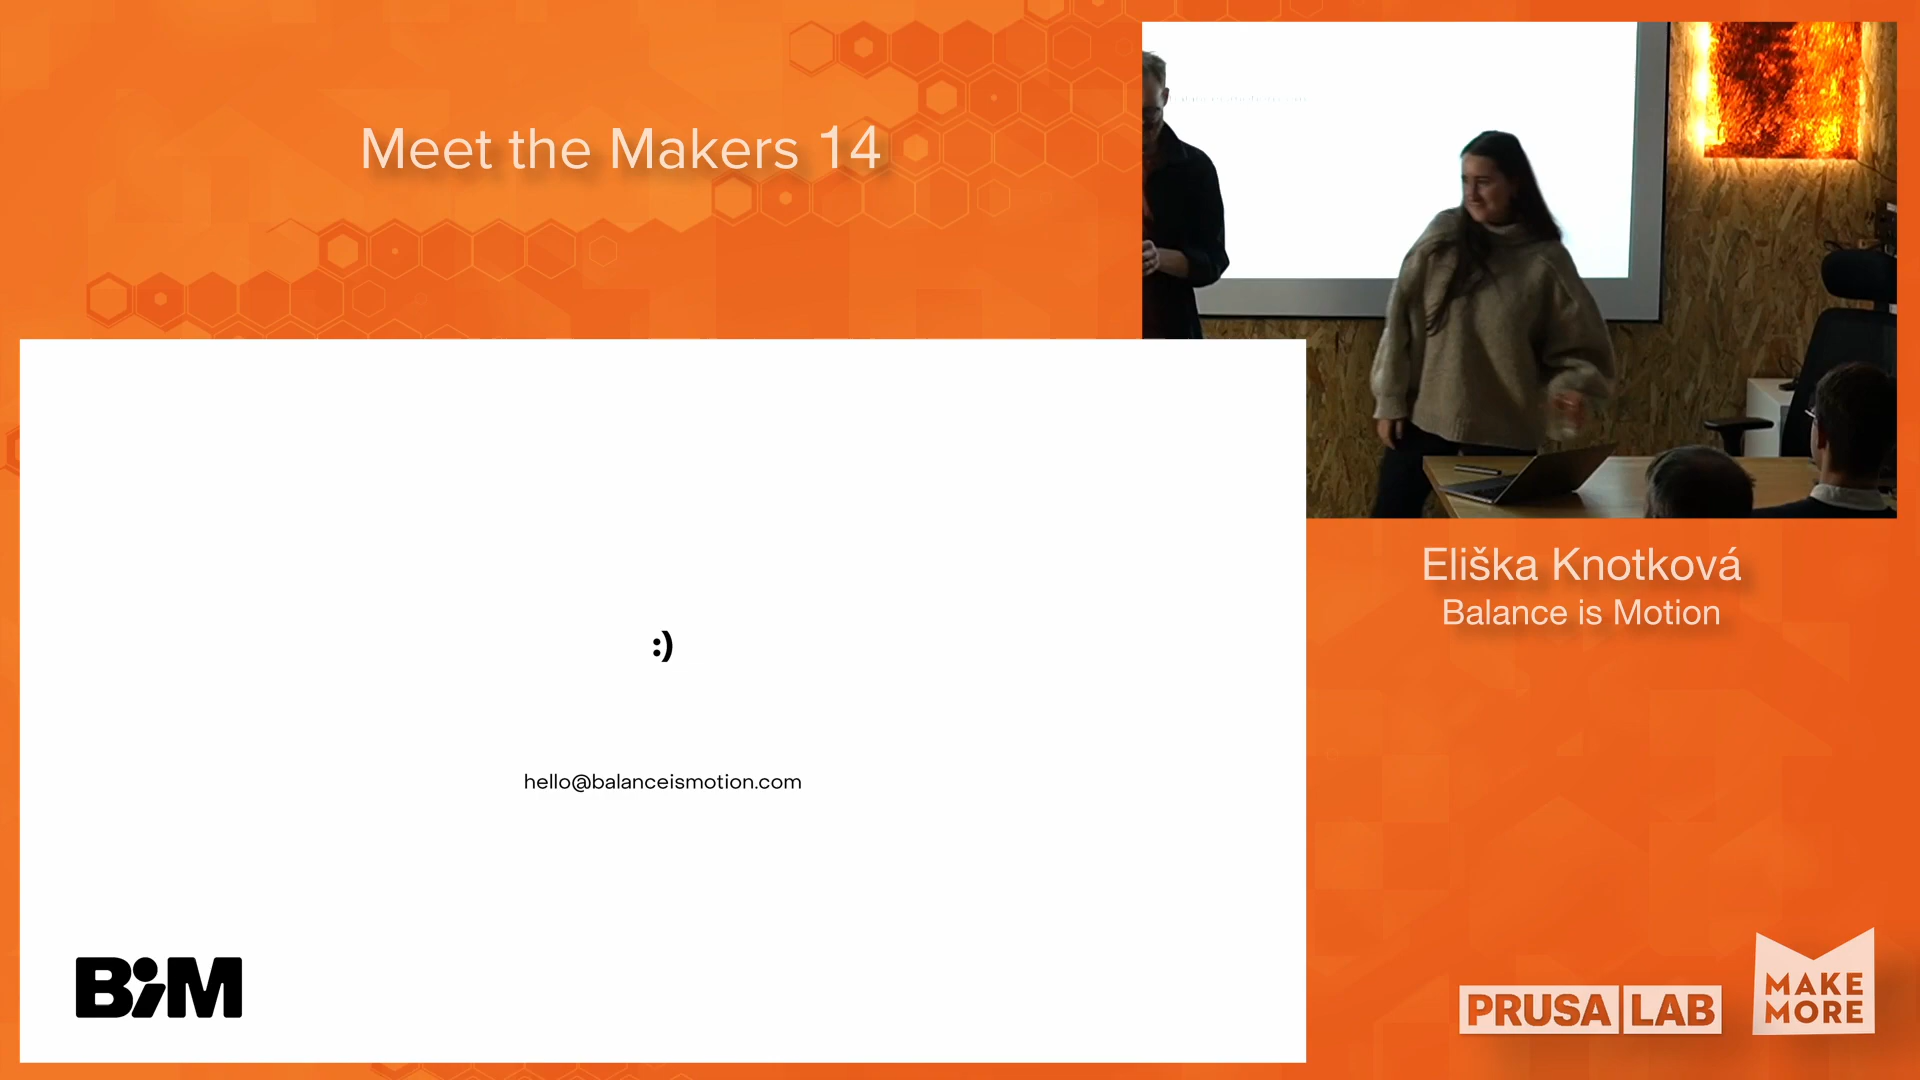 Meet the Makers 14
:)
hello@balanceismotion.com
BiM
Eliška Knotková
Balance is Motion
PRUSA LAB
MAKE
MORE